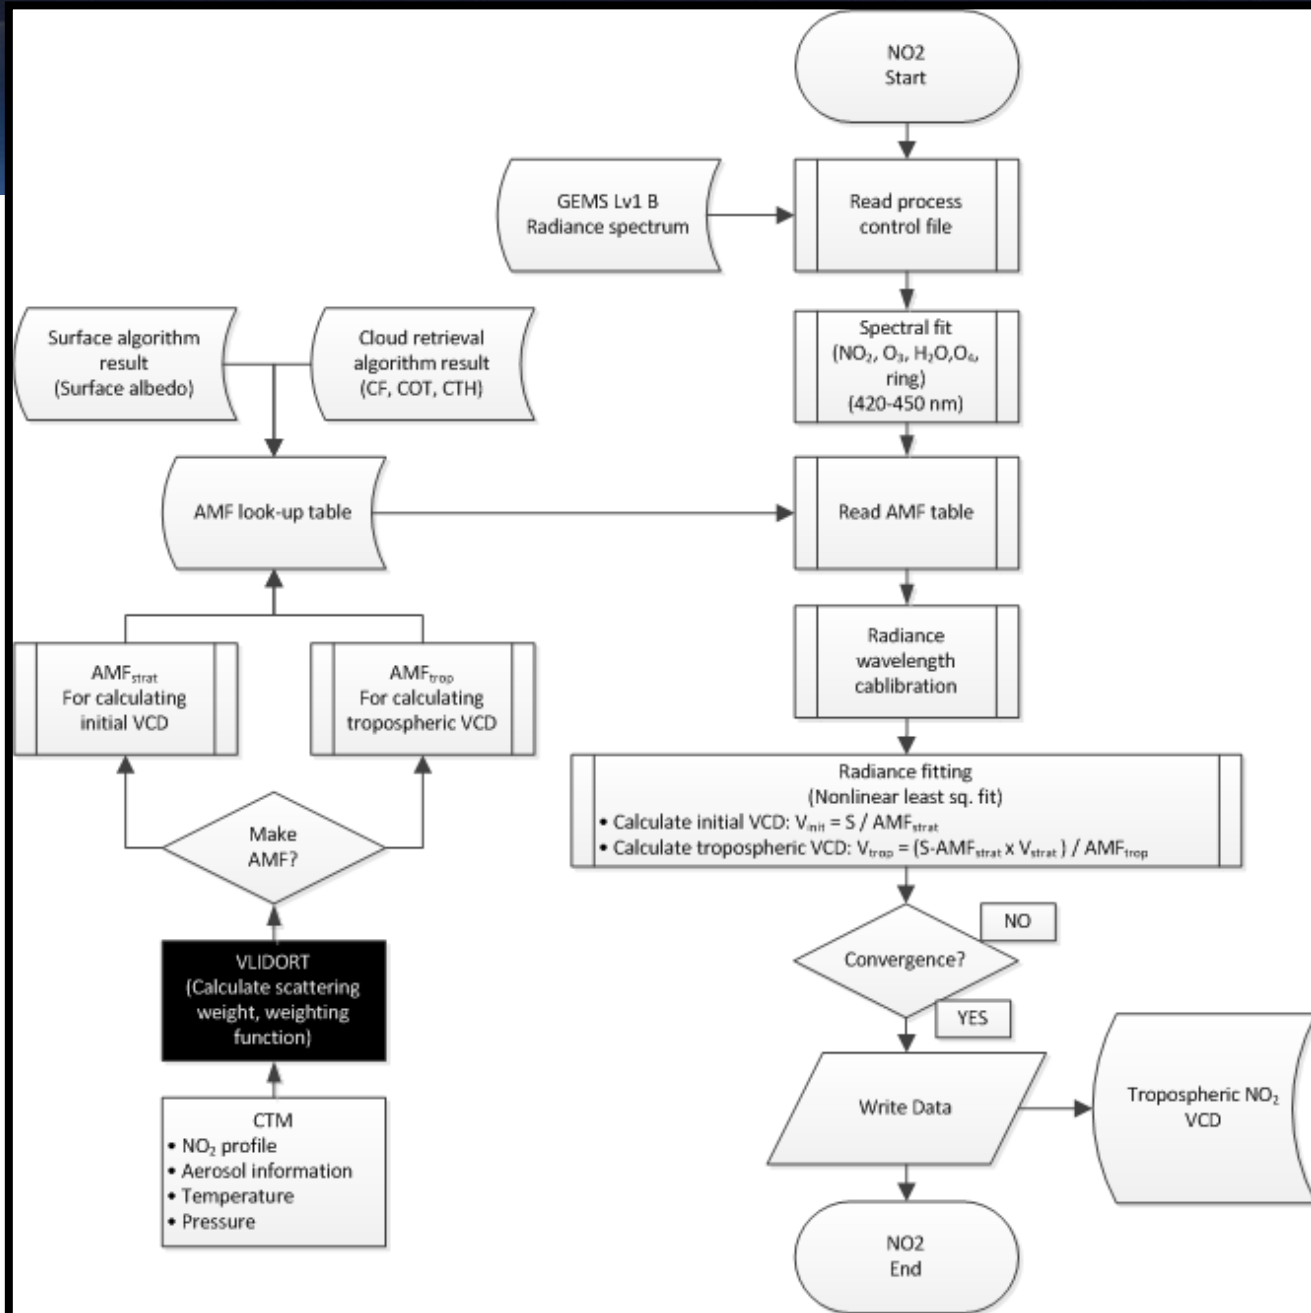 NO2
Start
GEMS Lv1 B
Radiance spectrum
Read process
control file
Surface algorithm
result
(Surface albedo)
Cloud retrieval
algorithm result
(CF, COT, CTH)
Spectral fit
(NO₂, O₃, H₂O,O₄,
ring)
(420-450 nm)
AMF look-up table
Read AMF table
AMFstrat
For calculating
initial VCD
AMFtrop
For calculating
tropospheric VCD
Radiance
wavelength
cablibration
Radiance fitting
(Nonlinear least sq. fit)
• Calculate initial VCD: Vinit = S / AMFstrat
• Calculate tropospheric VCD: Vtrop = (S-AMFstrat x Vstrat ) / AMFtrop
Make
AMF?
VLIDORT
(Calculate scattering
weight, weighting
function)
CTM
• NO₂ profile
• Aerosol information
• Temperature
• Pressure
NO
Convergence?
YES
Write Data
Tropospheric NO₂
VCD
NO2
End